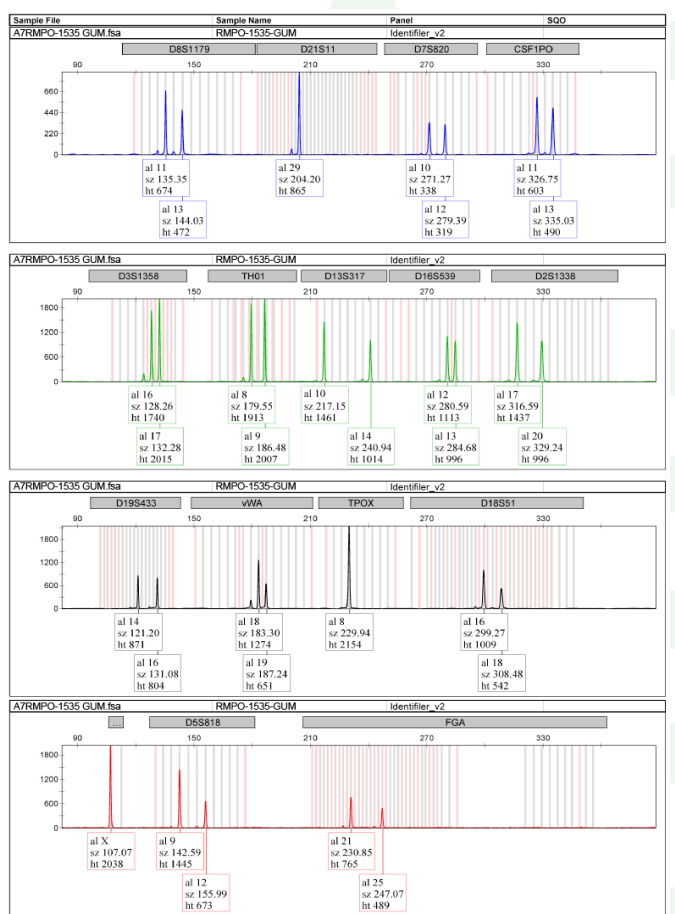 Sample File Sample Name Panel SQO
A7RMPO-1535 GUM.fsa RMPO-1535-GUM Identifiler_v2
D8S1179 D21S11 D7S820 CSF1PO
90 150 210 270 330
660
440
220
0
al 11 al 29 al 10 al 11
sz 135.35 sz 204.20 sz 271.27 sz 326.75
ht 674 ht 865 ht 338 ht 603
al 13 al 12 al 13
sz 144.03 sz 279.39 sz 335.03
ht 472 ht 319 ht 490
A7RMPO-1535 GUM.fsa RMPO-1535-GUM Identifiler_v2
D3S1358 TH01 D13S317 D16S539 D2S1338
90 150 210 270 330
1800
1200
600
0
al 16 al 8 al 10 al 12 al 17
sz 128.26 sz 179.55 sz 217.15 sz 280.59 sz 316.59
ht 1740 ht 1913 ht 1461 ht 1113 ht 1437
al 17 al 9 al 14 al 13 al 20
sz 132.28 sz 186.48 sz 240.94 sz 284.68 sz 329.24
ht 2015 ht 2007 ht 1014 ht 996 ht 996
A7RMPO-1535 GUM.fsa RMPO-1535-GUM Identifiler_v2
D19S433 vWA TPOX D18S51
90 150 210 270 330
1800
1200
600
0
al 14 al 18 al 8 al 16
sz 121.20 sz 183.30 sz 229.94 sz 299.27
ht 871 ht 1274 ht 2154 ht 1009
al 16 al 19 al 18
sz 131.08 sz 187.24 sz 308.48
ht 804 ht 651 ht 542
A7RMPO-1535 GUM.fsa RMPO-1535-GUM Identifiler_v2
... D5S818 FGA
90 150 210 270 330
1800
1200
600
0
al X al 9 al 21
sz 107.07 sz 142.59 sz 230.85
ht 2038 ht 1445 ht 765
al 12 al 25
sz 155.99 sz 247.07
ht 673 ht 489